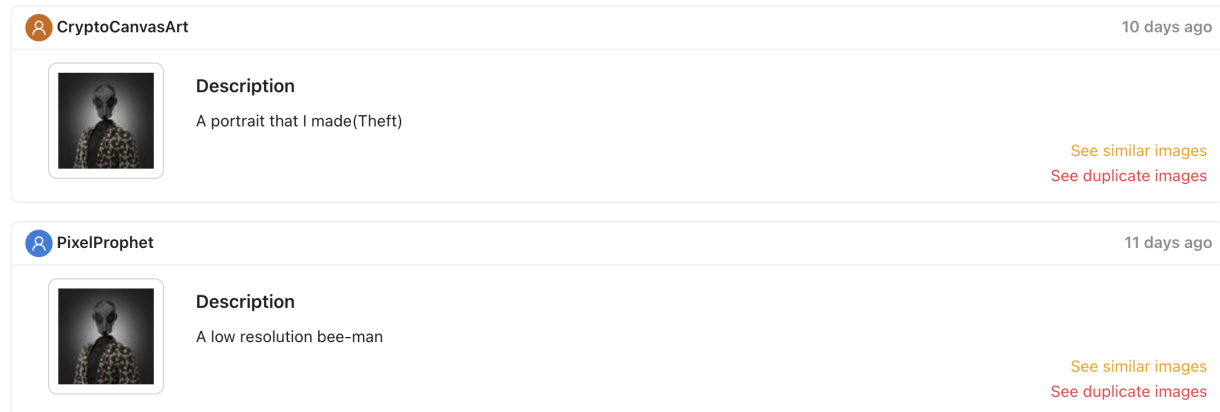 CryptoCanvasArt 10 days ago
Description
A portrait that I made(Theft)
See similar images
See duplicate images
PixelProphet 11 days ago
Description
A low resolution bee-man
See similar images
See duplicate images